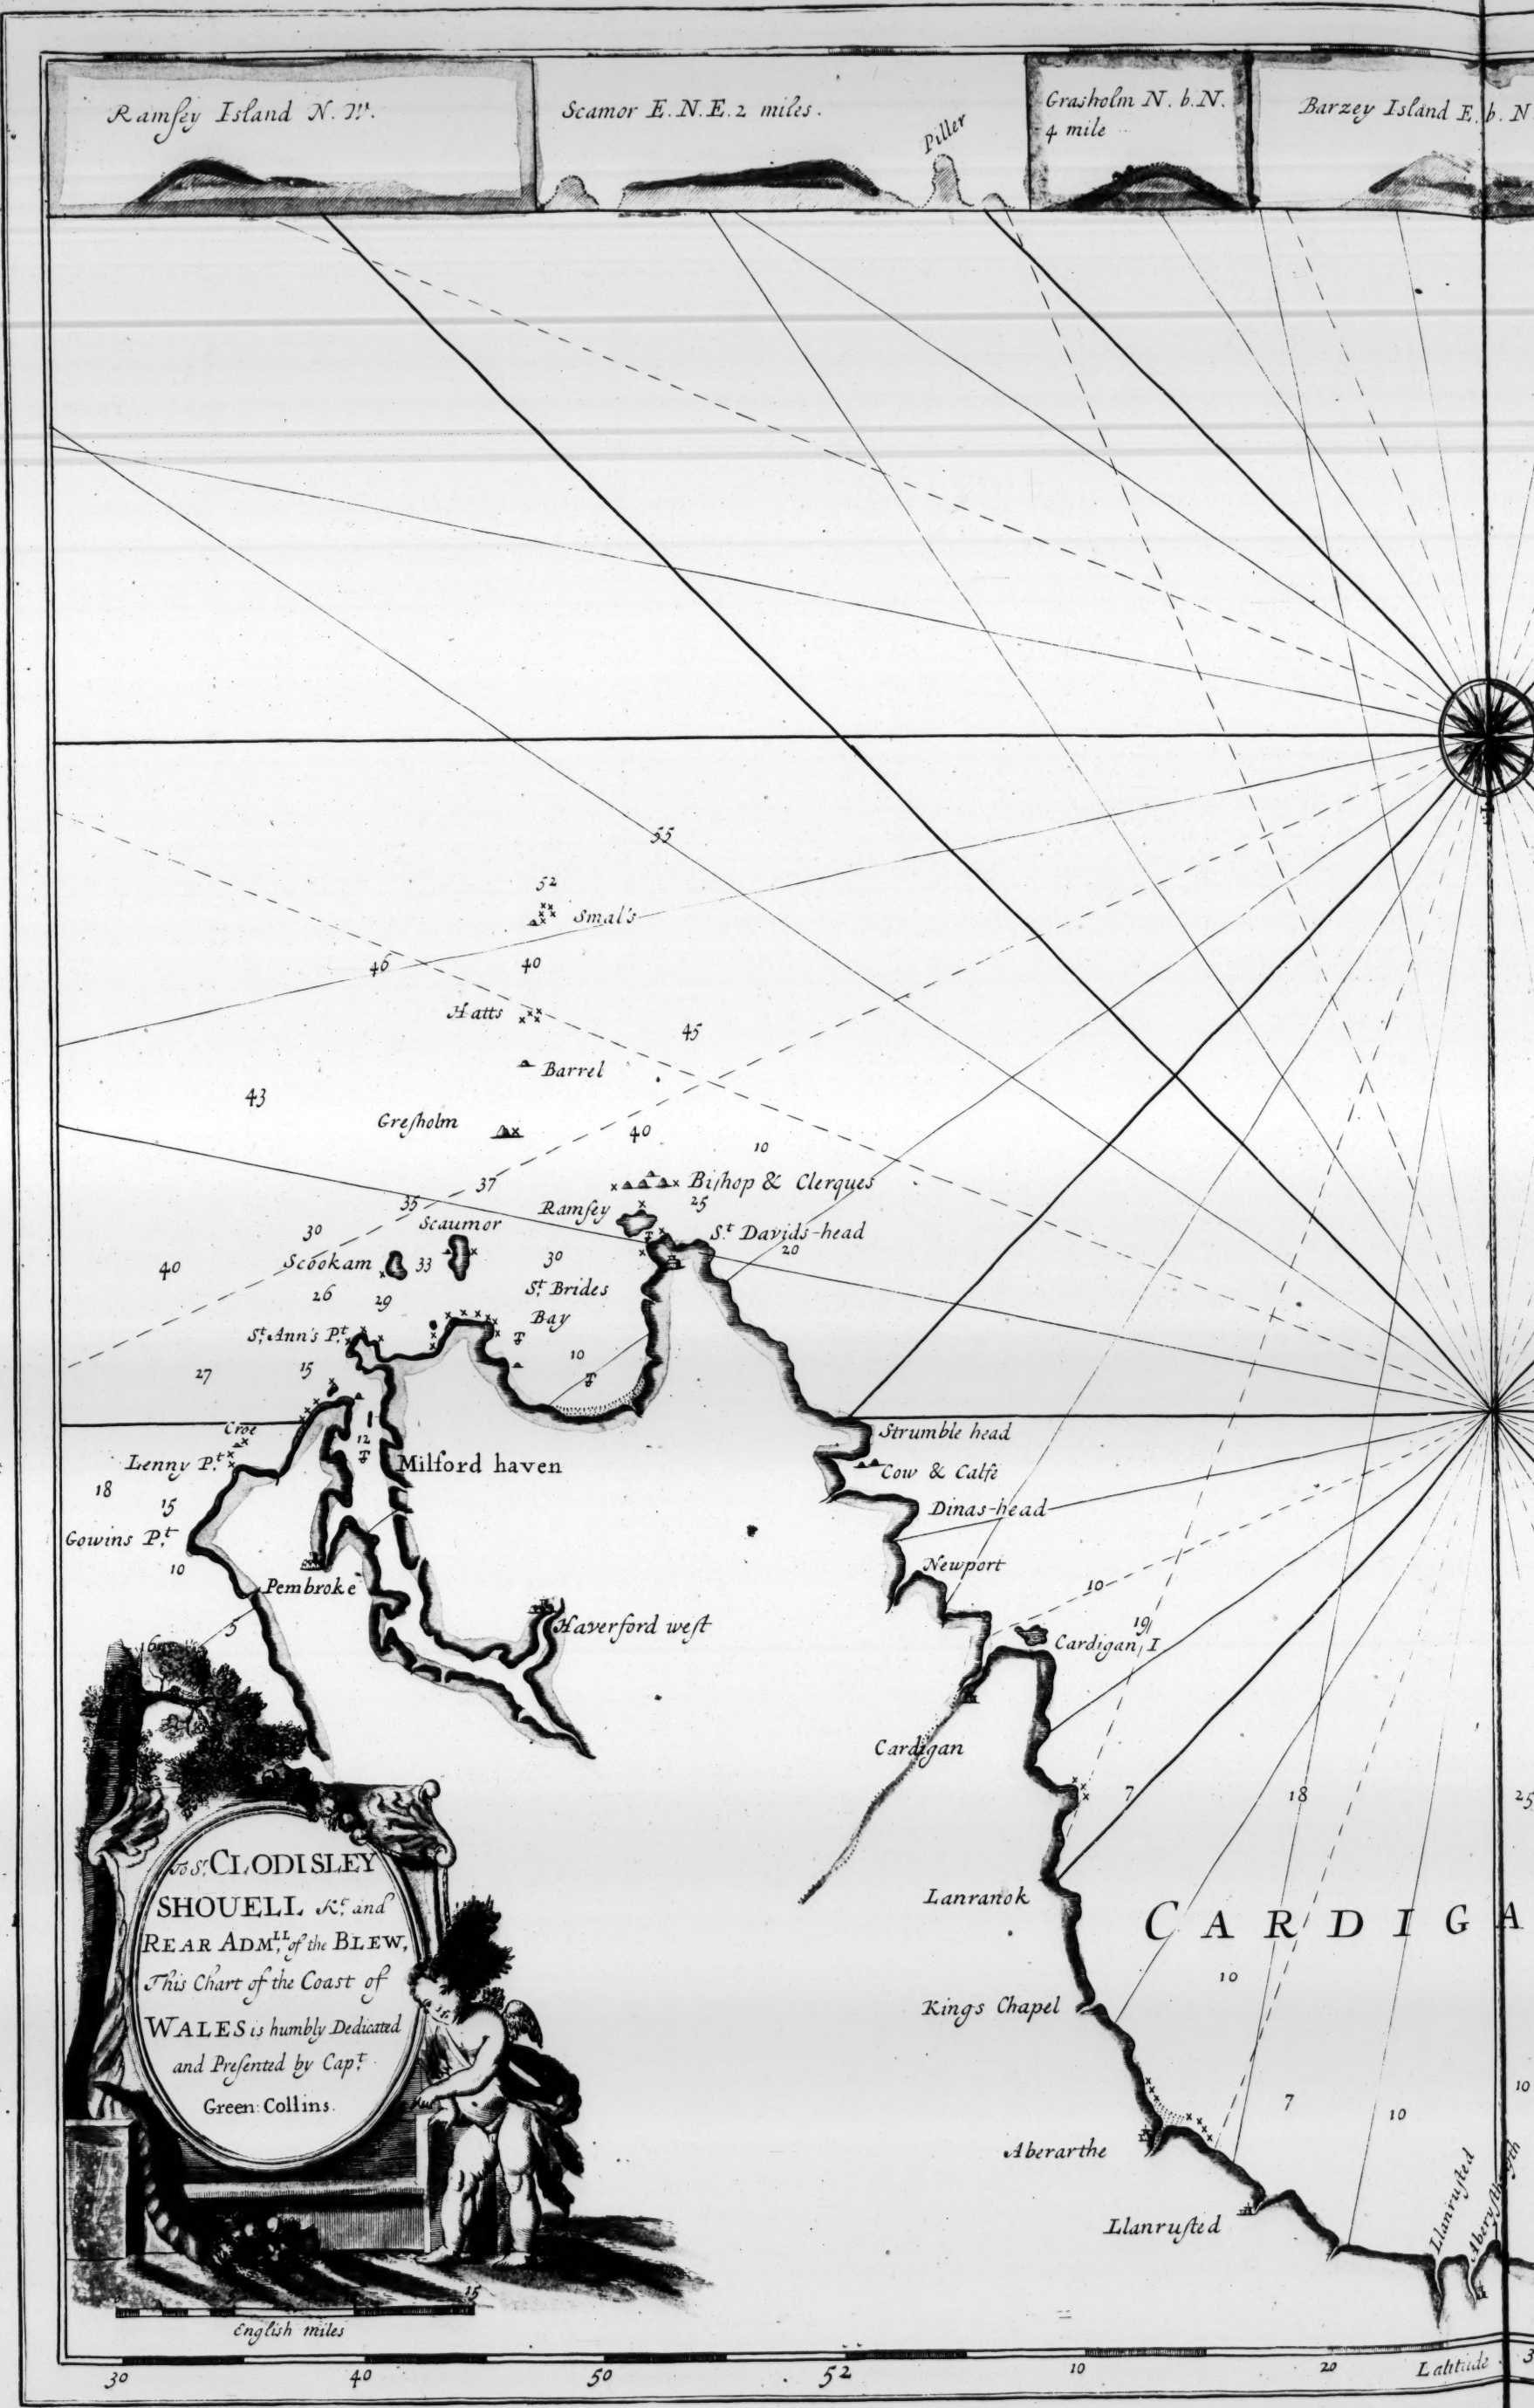 Ramsey Island N. W.t
Scamor E.N.E. 2 miles.
Piller
Grasholm N. b. N.
4 mile
Barzey Island E. b. N
55
52
Smal's
46
40
Hatts
45
Barrel
43
Gresholm
40
10
37
Bishop & Clerques
35
Ramsey
25
Scaumor
St. Davids-head
30
20
Scookam
33
30
40
26
29
St. Brides
Bay
St. Ann's Pt.
10
27
15
Croe
12
Strumble head
Lenny Pt.
Milford haven
Cow & Calfe
18
15
Dinas-head
Gowins Pt.
10
Newport
Pembroke
10
5
Haverford west
19
6
Cardigan I
Cardigan
7
18
25
To Sr. CLODISLEY
SHOUELL Kt. and
REAR ADMLL. of the BLEW,
This Chart of the Coast of
WALES is humbly Dedicated
and Presented by Capt.
Green: Collins.
Lanranok
CARDIGA
10
Kings Chapel
7
10
10
Aberarthe
Llanrusted
Llanrusted
15
English miles
30
40
50
52
10
20
Latitude
3